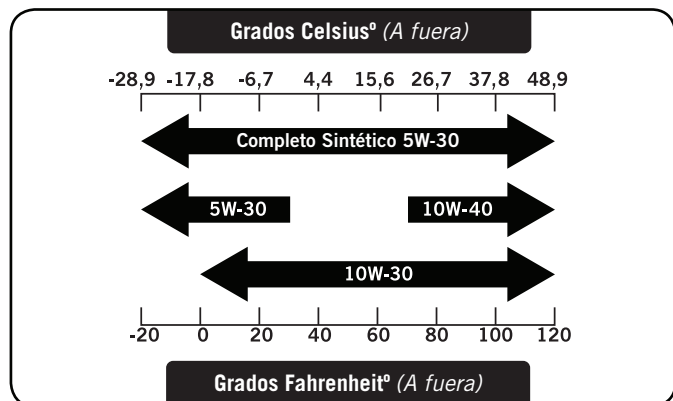 Grados Celsiusº (A fuera)
-28,9 -17,8 -6,7 4,4 15,6 26,7 37,8 48,9
Completo Sintético 5W-30
5W-30 10W-40
10W-30
-20 0 20 40 60 80 100 120
Grados Fahrenheitº (A fuera)